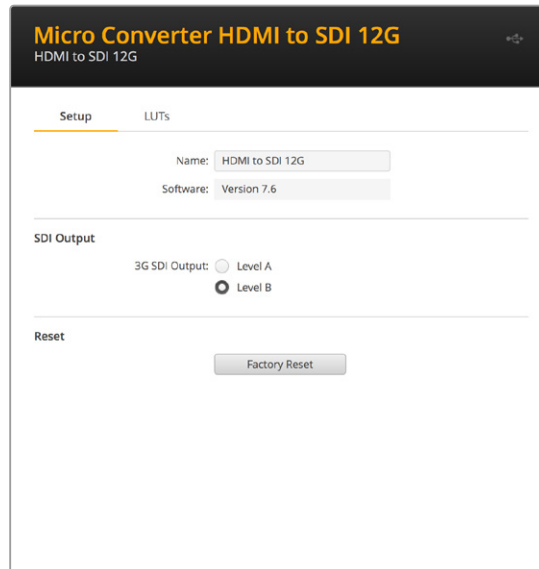 Micro Converter HDMI to SDI 12G
HDMI to SDI 12G
Setup LUTs
Name: HDMI to SDI 12G
Software: Version 7.6
SDI Output
3G SDI Output: Level A
Level B
Reset
Factory Reset